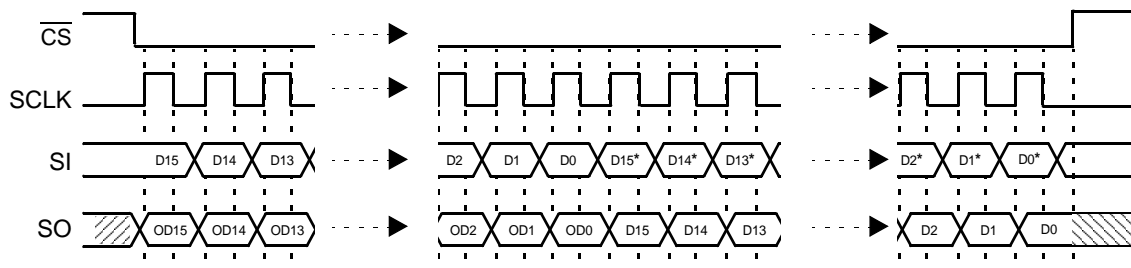 CS
SCLK
SI D15 D14 D13 D2 D1 D0 D15* D14* D13* D2* D1* D0*
SO OD15 OD14 OD13 OD2 OD1 OD0 D15 D14 D13 D2 D1 D0